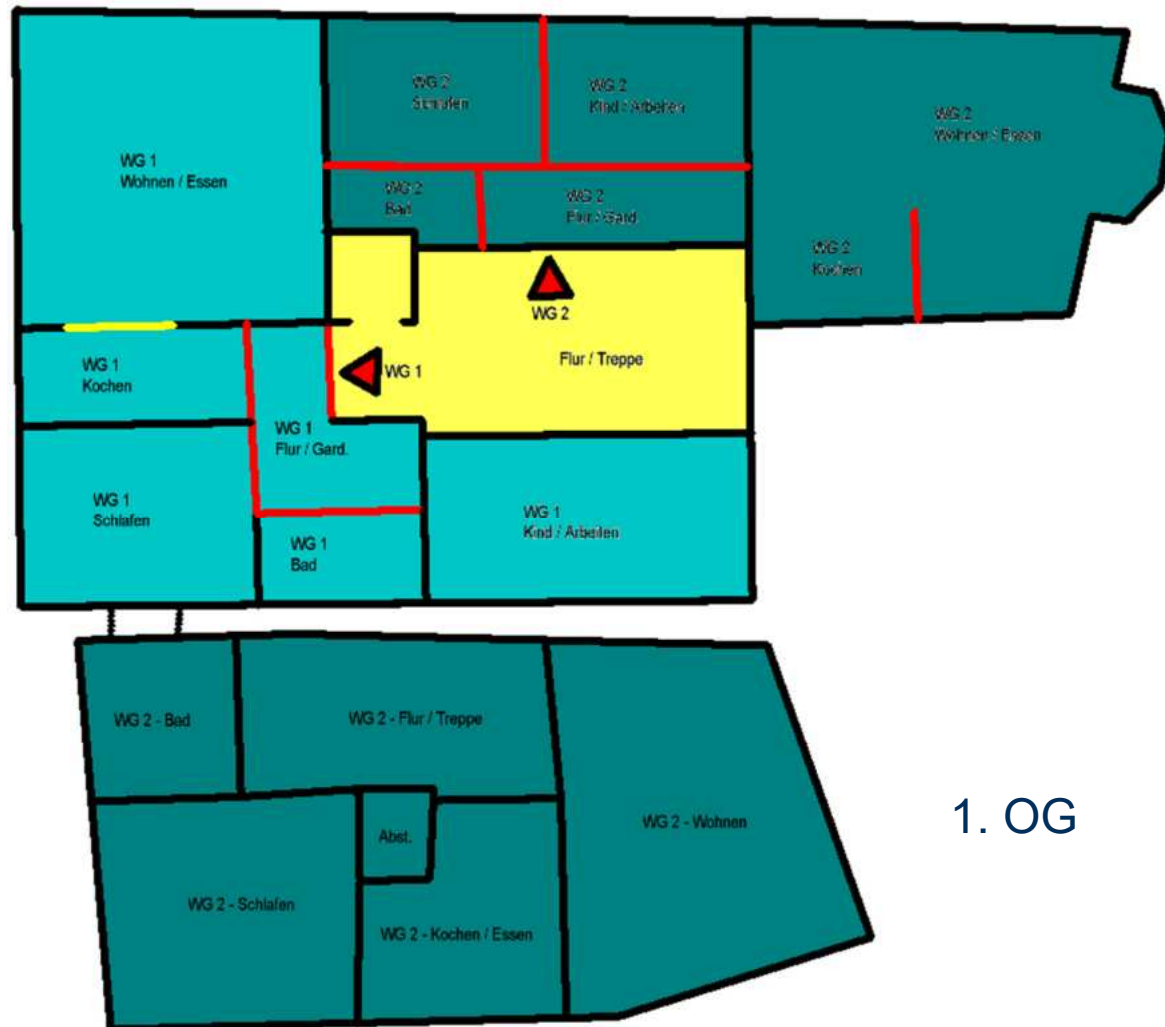 WG 2
Schlafen
WG 2
Kind / Arbeiten
WG 2
Wohnen / Essen
WG 1
Wohnen / Essen
WG 2
Bad
WG 2
Flur / Gard.
WG 2
Kochen
WG 2
WG 1
Kochen
WG 1
Flur / Treppe
WG 1
Flur / Gard.
WG 1
Schlafen
WG 1
Kind / Arbeiten
WG 1
Bad
WG 2 - Bad
WG 2 - Flur / Treppe
WG 2 - Wohnen
1. OG
Abst.
WG 2 - Schlafen
WG 2 - Kochen / Essen